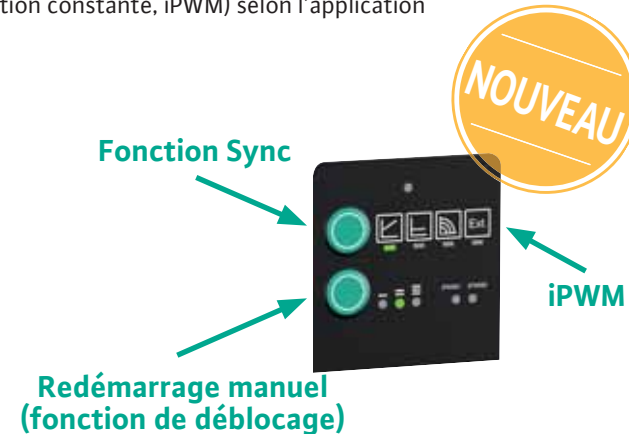 tion constante, iPWM) selon l'application
NOUVEAU
Fonction Sync
Ext.
iPWM
Redémarrage manuel
(fonction de déblocage)